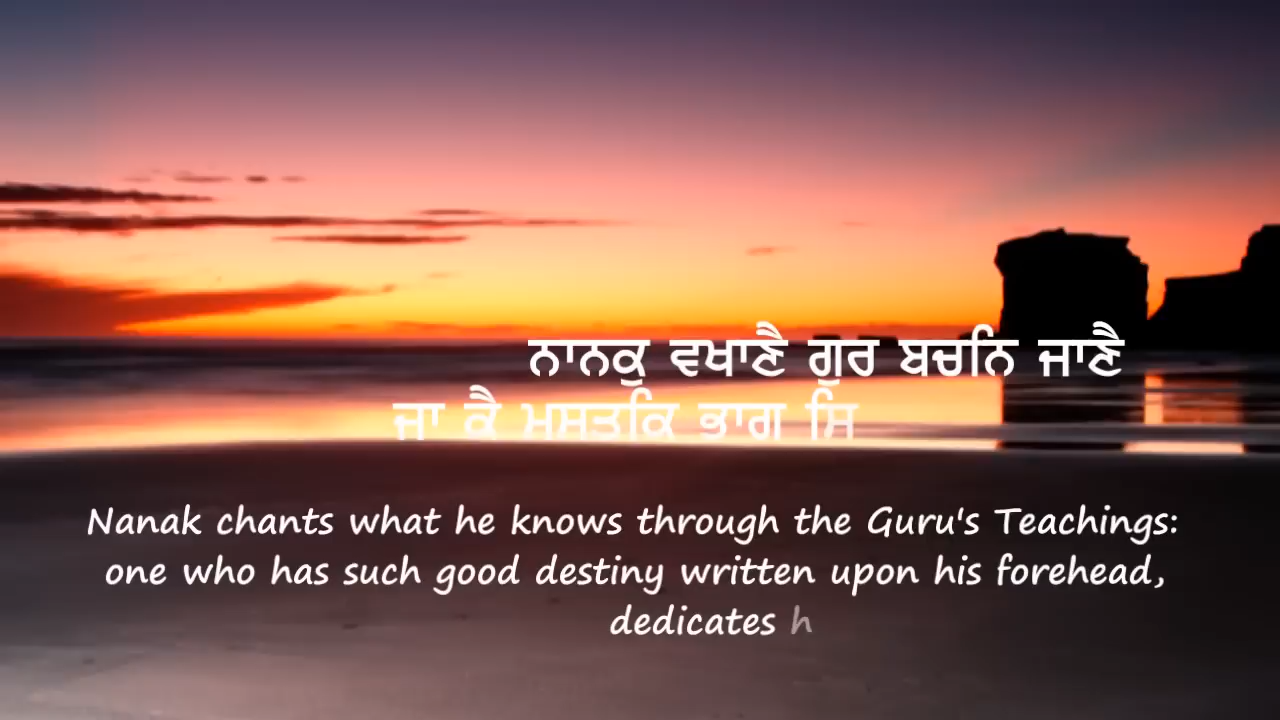 ਨਾਨਕੁ ਵਖਾਣੈ ਗੁਰ ਬਚਨਿ ਜਾਣੈ
ਜਾ ਕੈ ਮਸਤਕਿ ਭਾਗ ਸਿ
Nanak chants what he knows through the Guru's Teachings:
one who has such good destiny written upon his forehead,
dedicates h